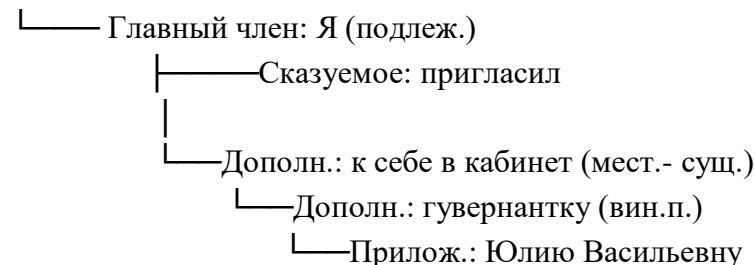 Главный член: Я (подлеж.)
Сказуемое: пригласил
Дополн.: к себе в кабинет (мест.- сущ.)
Дополн.: гувернантку (вин.п.)
Прилож.: Юлию Васильевну